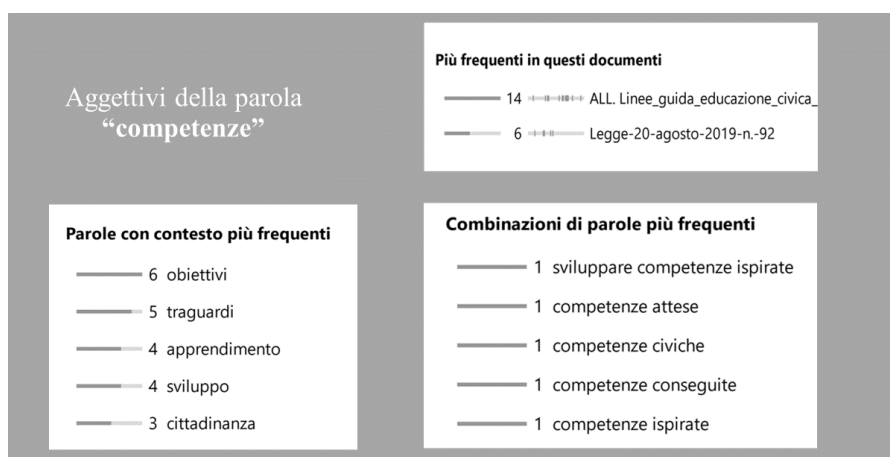 Aggettivi della parola
“competenze”
Più frequenti in questi documenti
14 ALL. Linee_guida_educazione_civica_
6 Legge-20-agosto-2019-n.-92
Parole con contesto più frequenti
6 obiettivi
5 traguardi
4 apprendimento
4 sviluppo
3 cittadinanza
Combinazioni di parole più frequenti
1 sviluppare competenze ispirate
1 competenze attese
1 competenze civiche
1 competenze conseguite
1 competenze ispirate